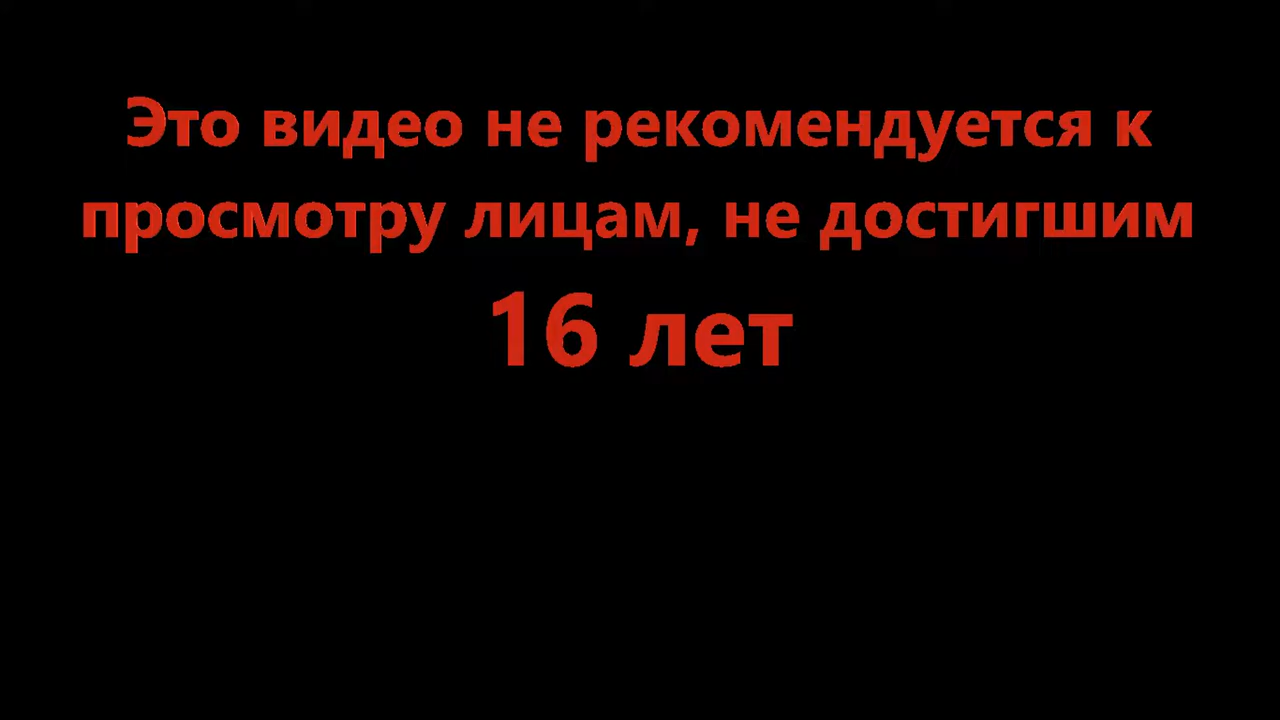 Это видео не рекомендуется к
просмотру лицам, не достигшим
16 лет